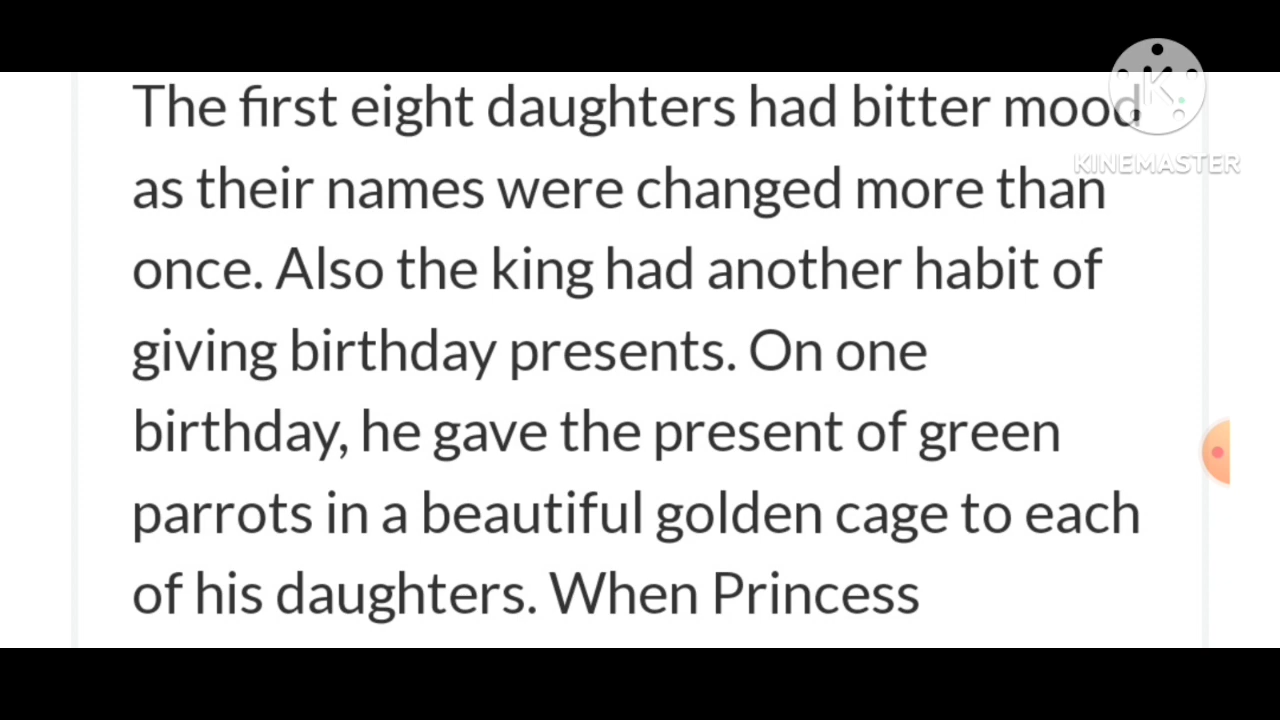 The first eight daughters had bitter mood
as their names were changed more than
once. Also the king had another habit of
giving birthday presents. On one
birthday, he gave the present of green
parrots in a beautiful golden cage to each
of his daughters. When Princess
K
KINEMASTER